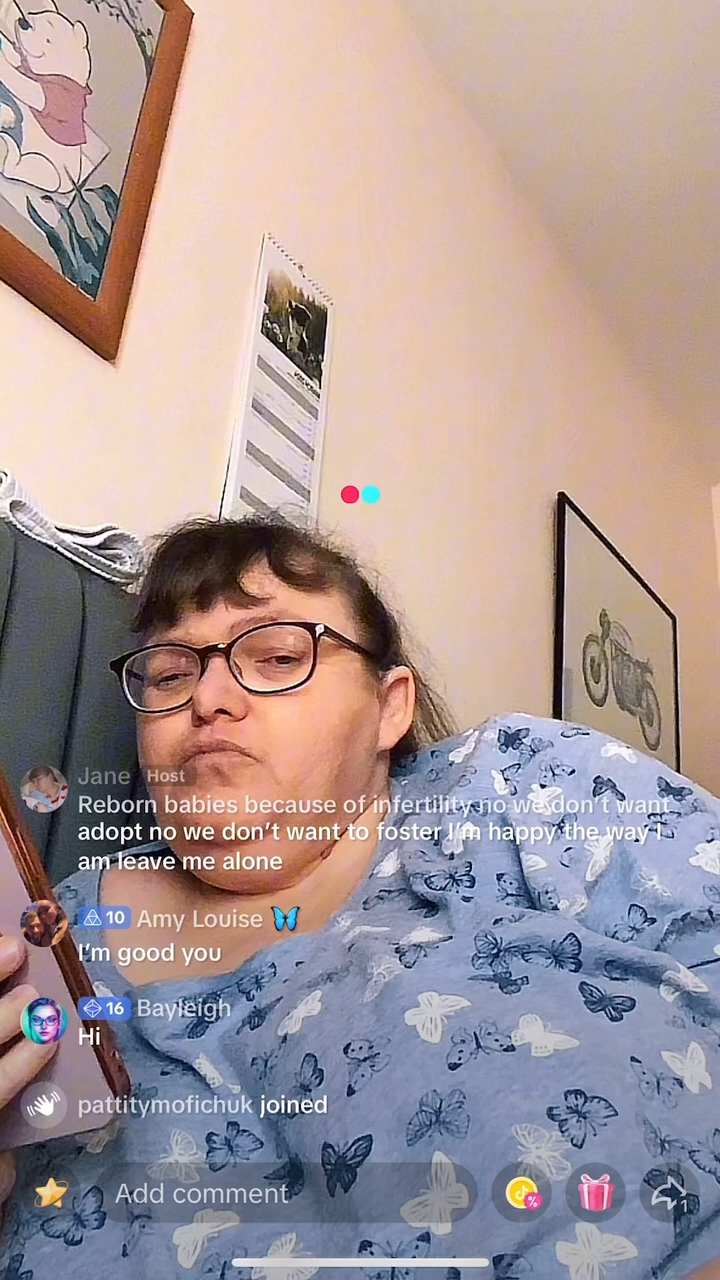 Jane Host
Reborn babies because of infertility no we don't want
adopt no we don't want to foster I'm happy the way I
am leave me alone
10 Amy Louise 🦋
I'm good you
16 Bayleigh
Hi
pattitymofichuk joined
Add comment
1